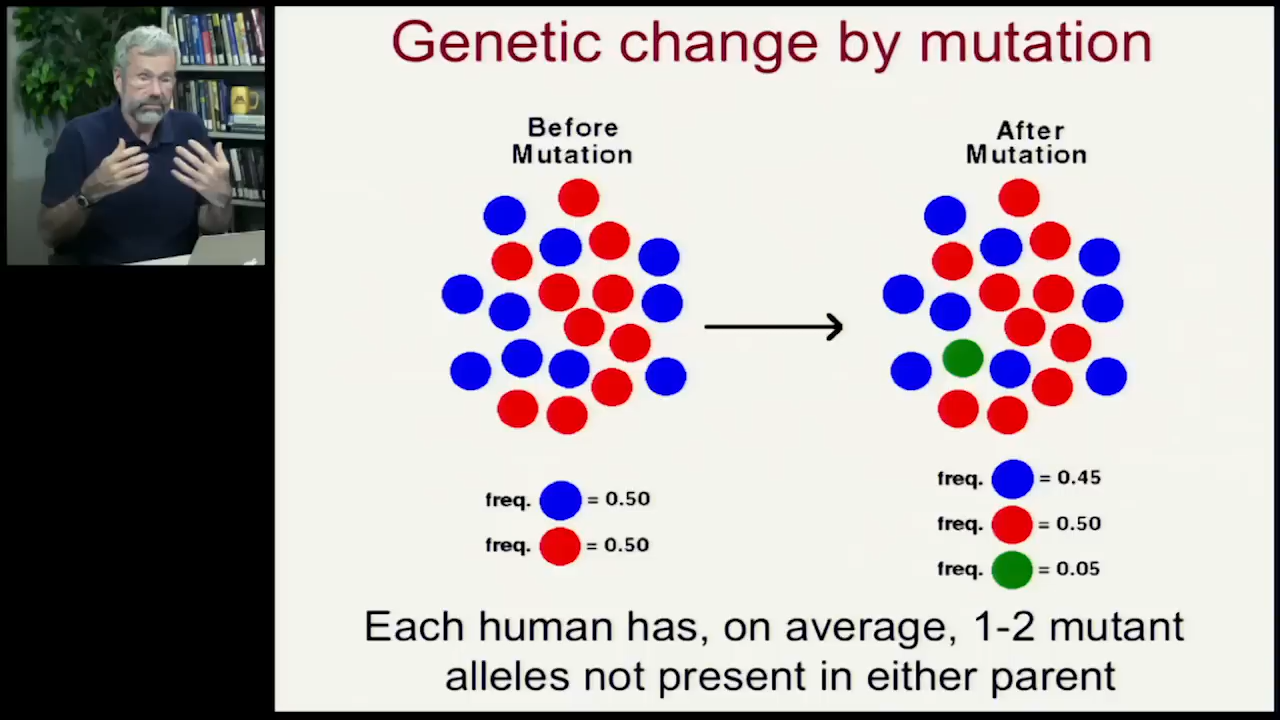 Genetic change by mutation
Before
Mutation
After
Mutation
freq. = 0.50
freq. = 0.50
freq. = 0.45
freq. = 0.50
freq. = 0.05
Each human has, on average, 1-2 mutant
alleles not present in either parent